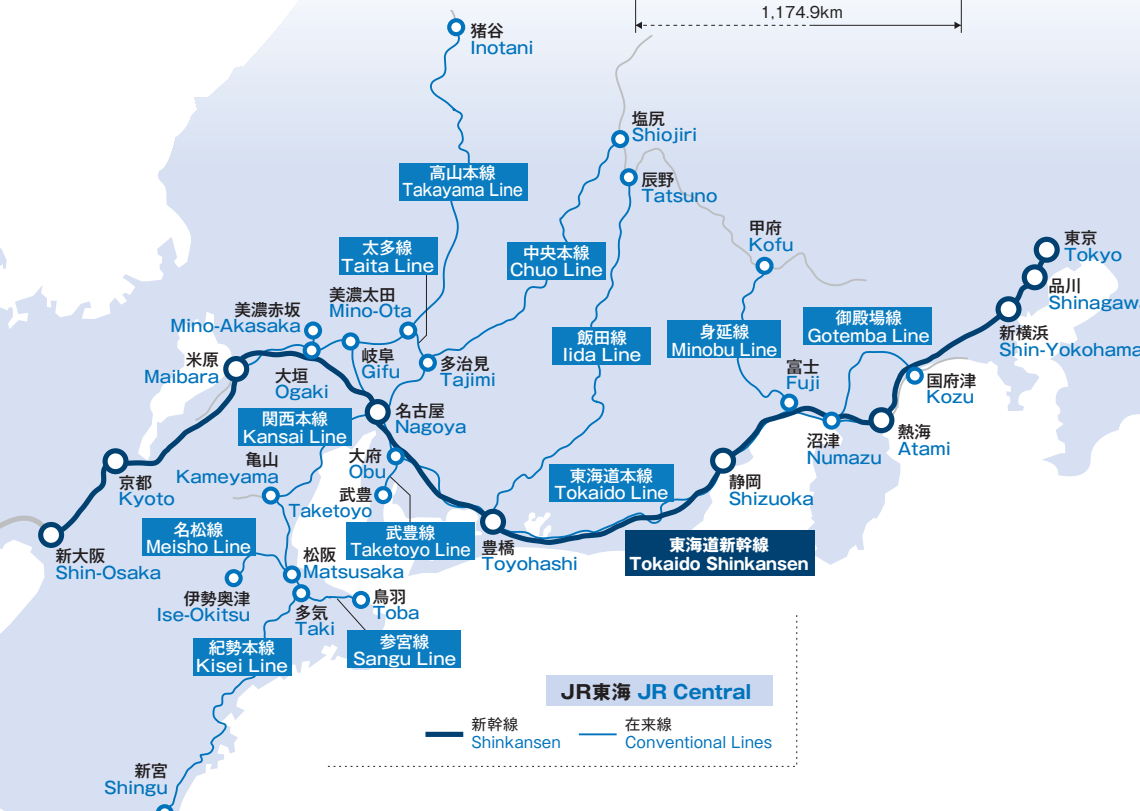 1,174.9km
猪谷
Inotani
塩尻
Shiojiri
高山本線
Takayama Line
辰野
Tatsuno
甲府
Kofu
東京
Tokyo
太多線
Taita Line
中央本線
Chuo Line
品川
Shinagawa
美濃赤坂
Mino-Akasaka
美濃太田
Mino-Ota
飯田線
Iida Line
身延線
Minobu Line
御殿場線
Gotemba Line
新横浜
Shin-Yokohama
米原
Maibara
大垣
Ogaki
岐阜
Gifu
多治見
Tajimi
富士
Fuji
国府津
Kozu
関西本線
Kansai Line
名古屋
Nagoya
沼津
Numazu
熱海
Atami
亀山
Kameyama
大府
Obu
京都
Kyoto
武豊
Taketoyo
東海道本線
Tokaido Line
静岡
Shizuoka
名松線
Meisho Line
武豊線
Taketoyo Line
豊橋
Toyohashi
東海道新幹線
Tokaido Shinkansen
新大阪
Shin-Osaka
松阪
Matsusaka
伊勢奥津
Ise-Okitsu
多気
Taki
鳥羽
Toba
紀勢本線
Kisei Line
参宮線
Sangu Line
JR東海 JR Central
新幹線
Shinkansen
在来線
Conventional Lines
新宮
Shingu